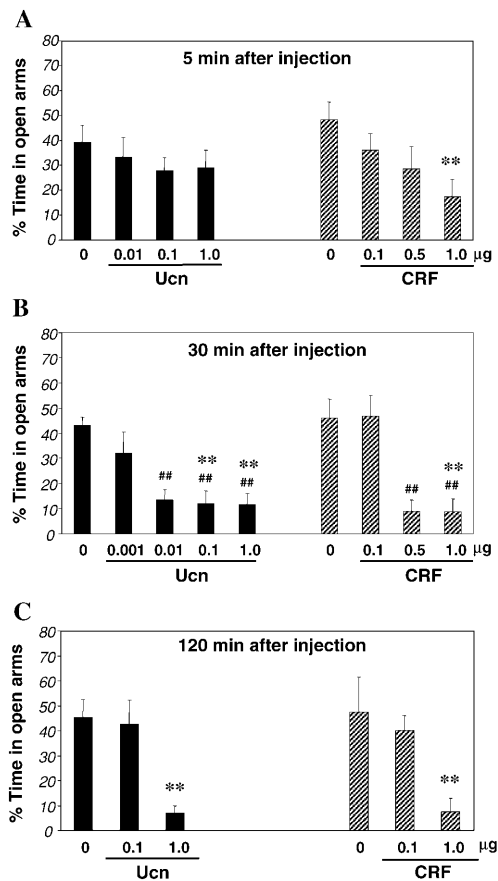 A
5 min after injection
% Time in open arms
80
70
60
50
40
30
20
10
0
**
0 0.01 0.1 1.0 0 0.1 0.5 1.0 μg
Ucn CRF
B
30 min after injection
% Time in open arms
80
70
60
50
40
30
20
10
0
** ** **
## ## ## ## ##
0 0.001 0.01 0.1 1.0 0 0.1 0.5 1.0 μg
Ucn CRF
C
120 min after injection
% Time in open arms
80
70
60
50
40
30
20
10
0
** **
0 0.1 1.0 0 0.1 1.0 μg
Ucn CRF